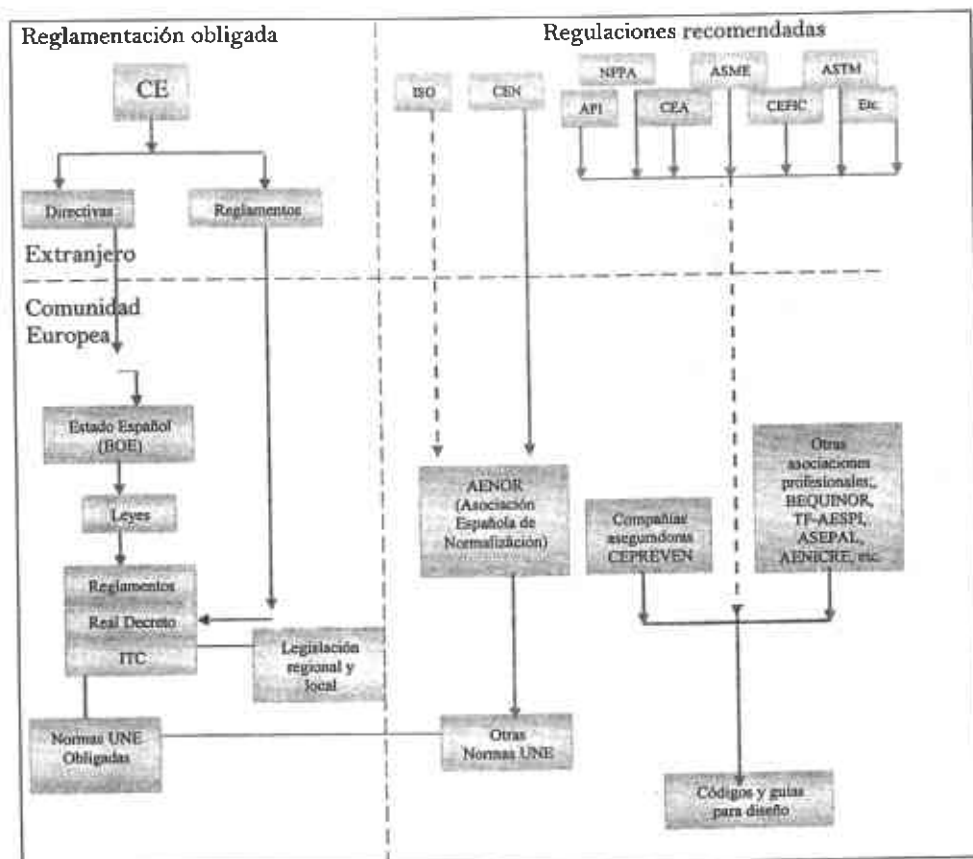 Reglamentación obligada
Regulaciones recomendadas
CE
ISO
CEN
NFPA
ASME
ASTM
API
CEA
CEFIC
Etc.
Directivas
Reglamentos
Extranjero
Comunidad
Europea
Estado Español
(BOE)
Leyes
Reglamentos
Real Decreto
ITC
Legislación
regional y
local
Normas UNE
Obligadas
AENOR
(Asociación
Española de
Normalización)
Otras
Normas UNE
Compañías
aseguradoras
CEPREVEN
Otras
asociaciones
profesionales;,
BEQUINOR,
TF-AESPI,
ASEPAL,
AENICRE, etc.
Códigos y guías
para diseño